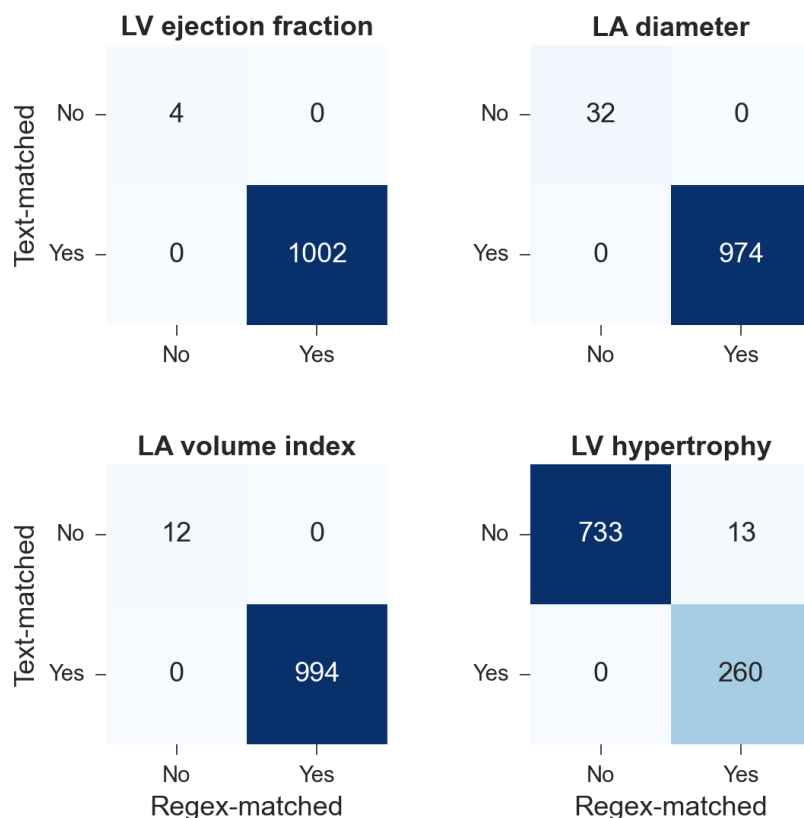 LV ejection fraction
LA diameter
Text-matched
No
4
0
Yes
0
1002
No
Yes
No
32
0
Yes
0
974
No
Yes
LA volume index
LV hypertrophy
Text-matched
No
12
0
Yes
0
994
No
Yes
Regex-matched
No
733
13
Yes
0
260
No
Yes
Regex-matched